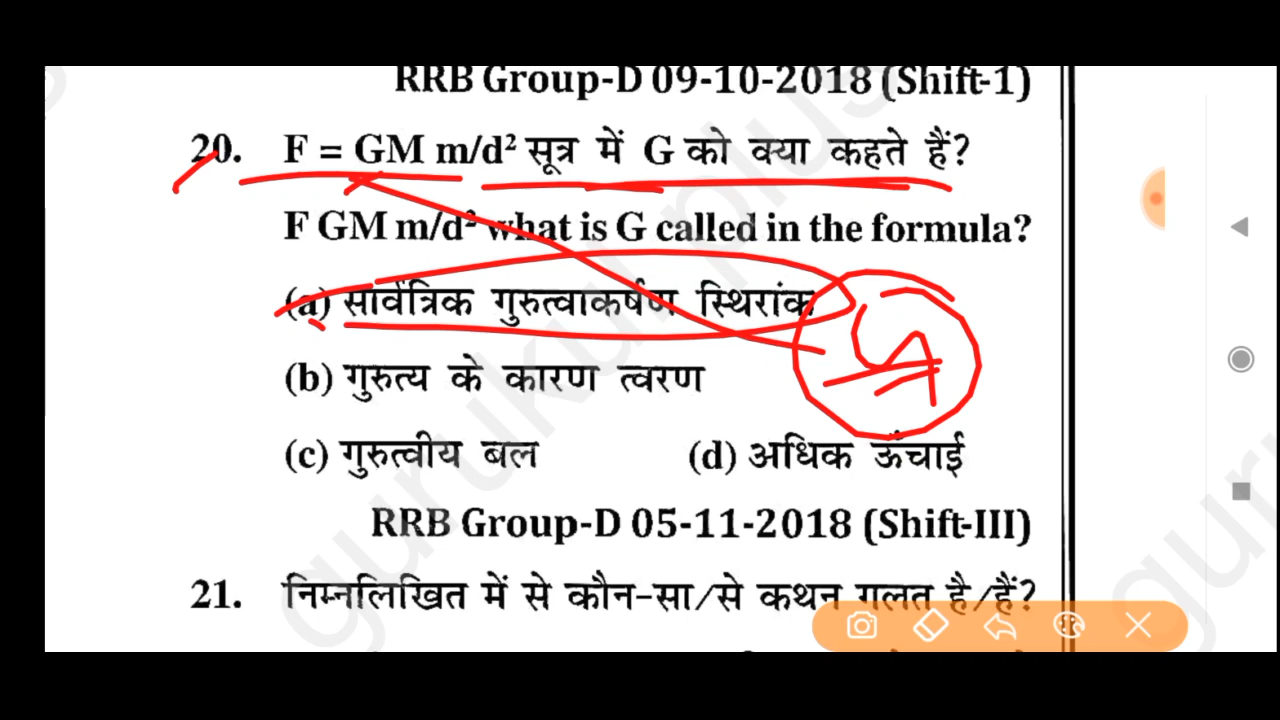 RRB Group-D 09-10-2018 (Shift-1)
20. F = GM m/d² सूत्र में G को क्या कहते हैं?
F GM m/d² what is G called in the formula?
(a) सार्वत्रिक गुरुत्वाकर्षण स्थिरांक
(b) गुरुत्य के कारण त्वरण
(c) गुरुत्वीय बल (d) अधिक ऊँचाई
RRB Group-D 05-11-2018 (Shift-III)
21. निम्नलिखित में से कौन-सा/से कथन गलत है/हैं?